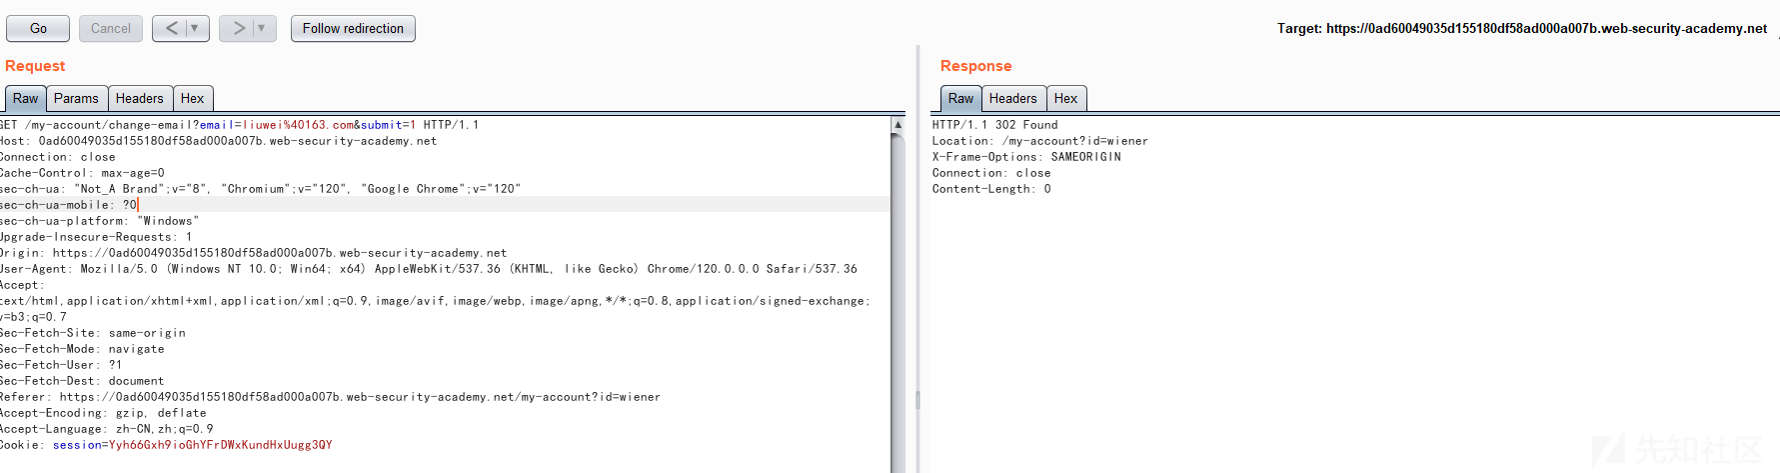 Go Cancel < > Follow redirection Target: https://0ad60049035d155180df58ad000a007b.web-security-academy.net
Request
Raw Params Headers Hex
GET /my-account/change-email?email=liuwei%40163.com&submit=1 HTTP/1.1
Host: 0ad60049035d155180df58ad000a007b.web-security-academy.net
Connection: close
Cache-Control: max-age=0
sec-ch-ua: "Not_A Brand";v="8", "Chromium";v="120", "Google Chrome";v="120"
sec-ch-ua-mobile: ?0
sec-ch-ua-platform: "Windows"
Upgrade-Insecure-Requests: 1
Origin: https://0ad60049035d155180df58ad000a007b.web-security-academy.net
User-Agent: Mozilla/5.0 (Windows NT 10.0; Win64; x64) AppleWebKit/537.36 (KHTML, like Gecko) Chrome/120.0.0.0 Safari/537.36
Accept:
text/html,application/xhtml+xml,application/xml;q=0.9,image/avif,image/webp,image/apng,*/*;q=0.8,application/signed-exchange;
v=b3;q=0.7
Sec-Fetch-Site: same-origin
Sec-Fetch-Mode: navigate
Sec-Fetch-User: ?1
Sec-Fetch-Dest: document
Referer: https://0ad60049035d155180df58ad000a007b.web-security-academy.net/my-account?id=wiener
Accept-Encoding: gzip, deflate
Accept-Language: zh-CN,zh;q=0.9
Cookie: session=Yyh66Gxh9ioGhYFrDWxKundHxUugg3QY
Response
Raw Headers Hex
HTTP/1.1 302 Found
Location: /my-account?id=wiener
X-Frame-Options: SAMEORIGIN
Connection: close
Content-Length: 0
先知社区